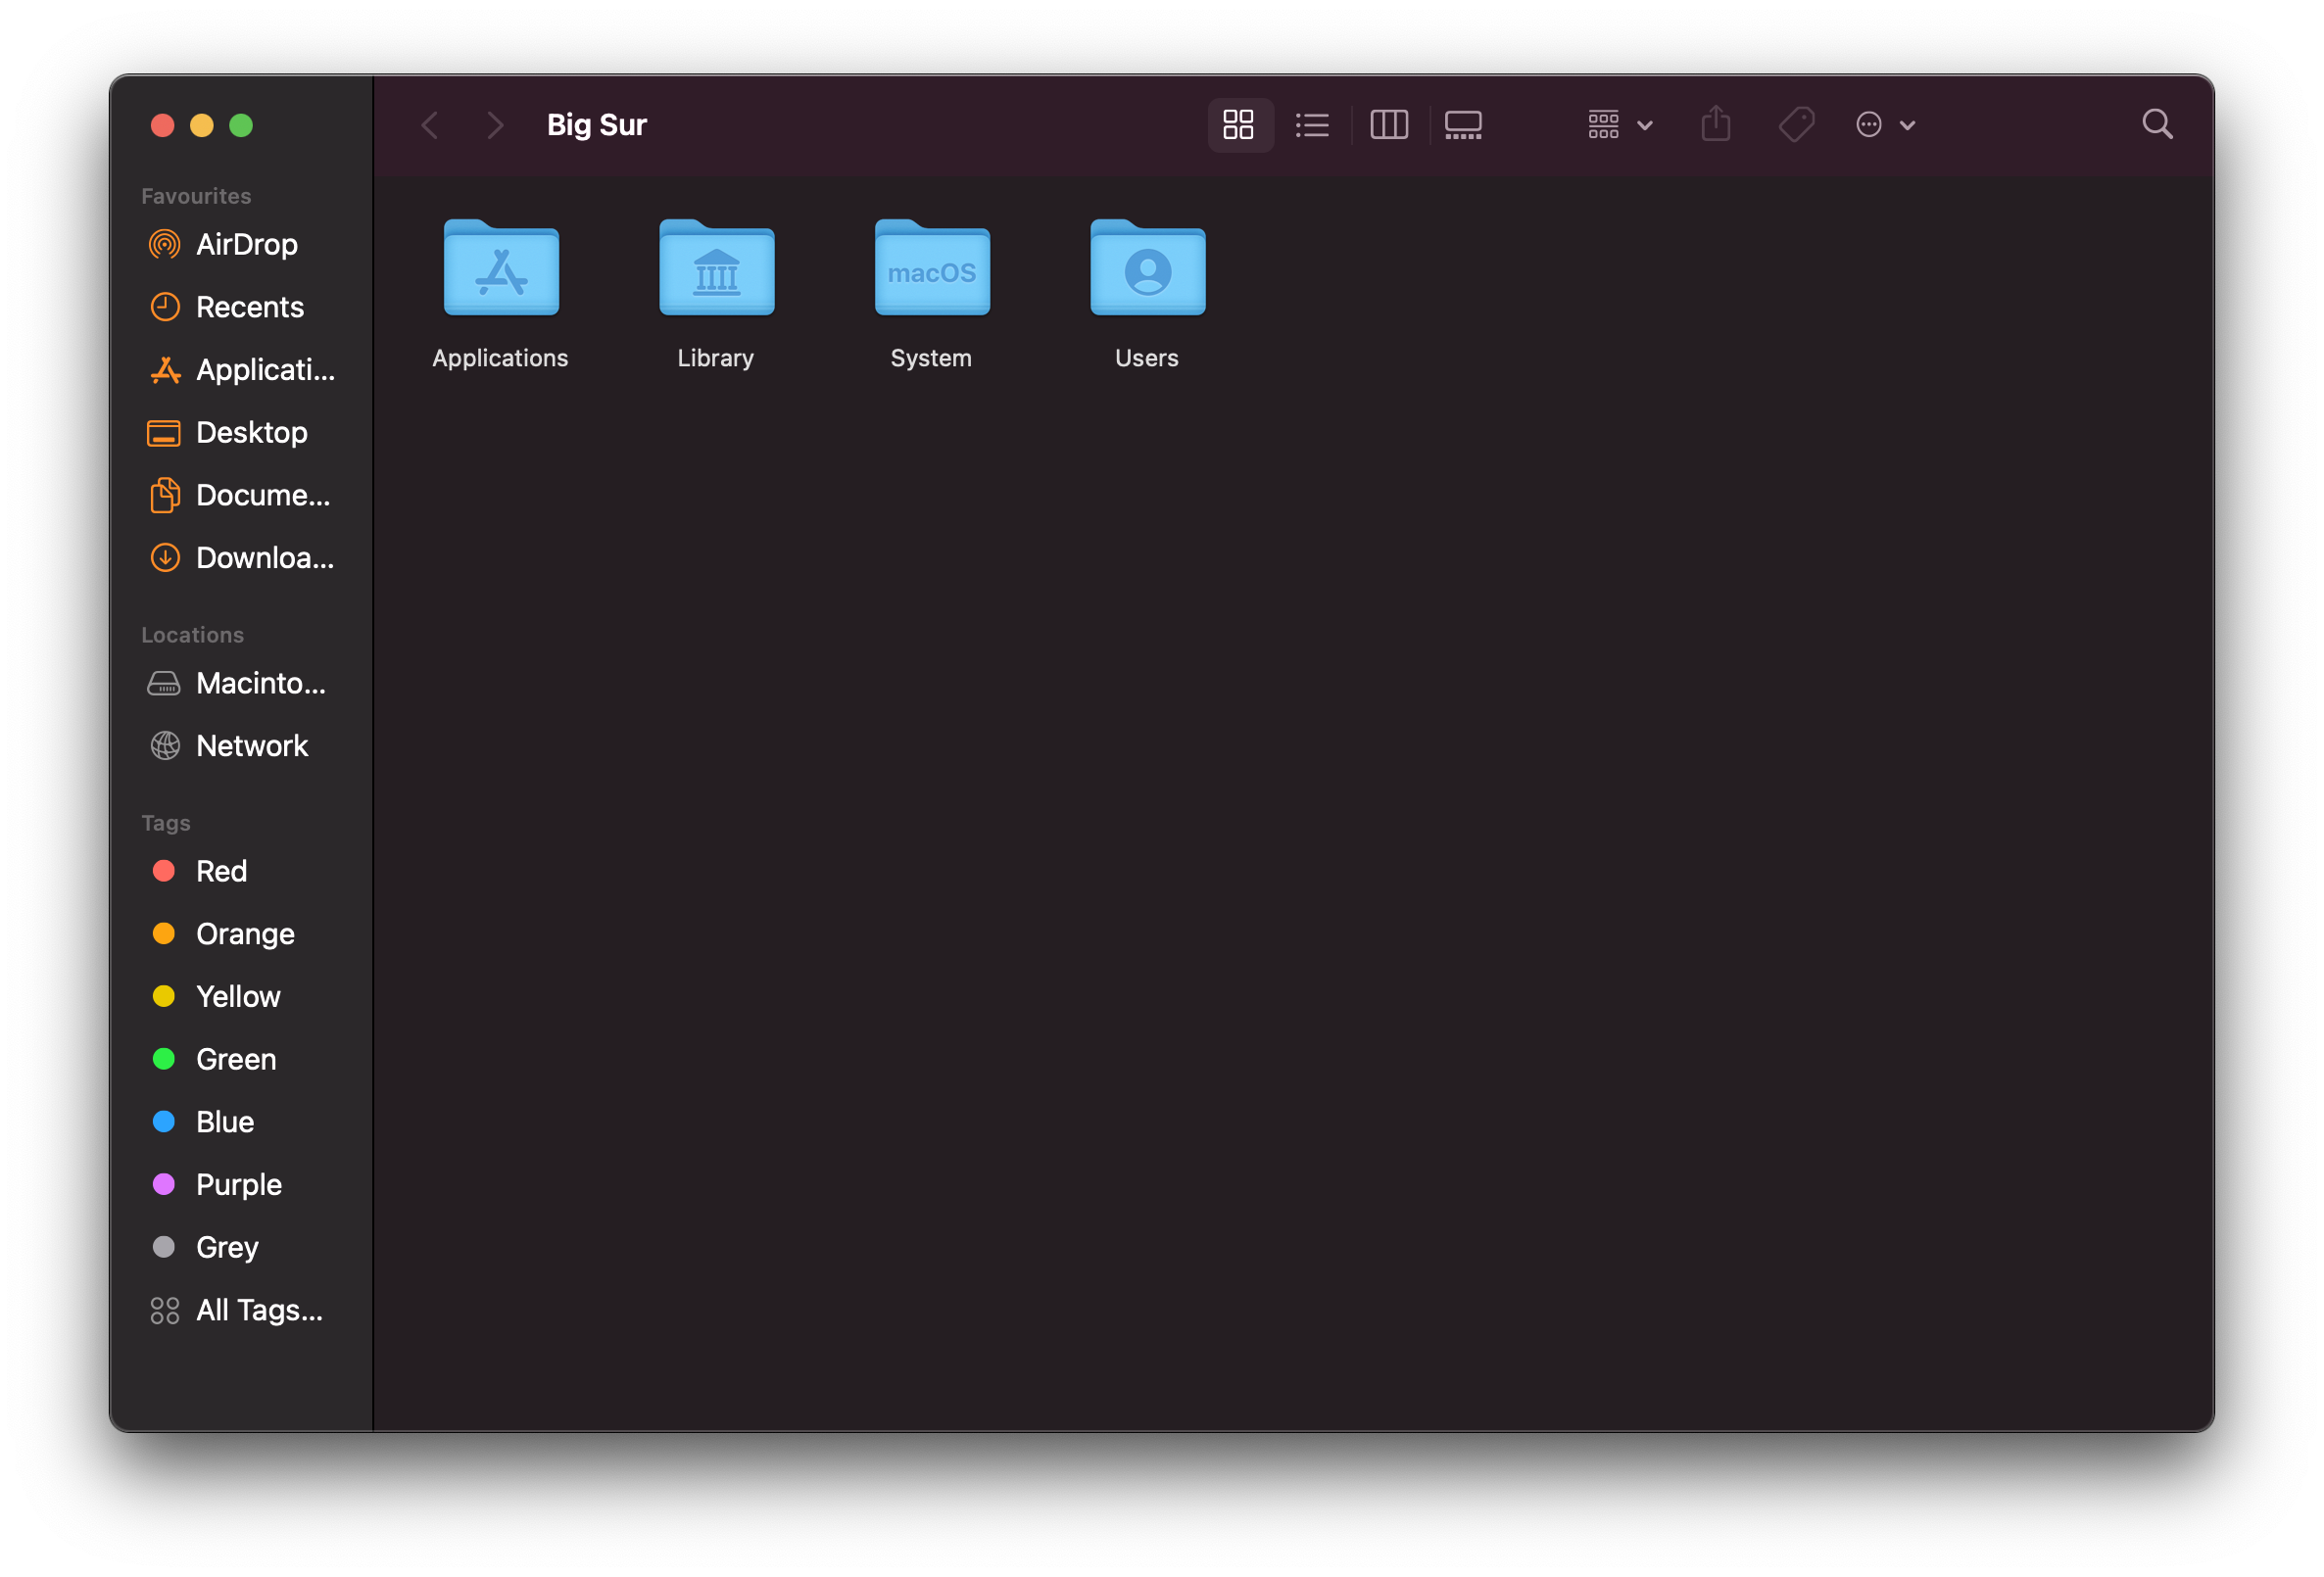 Big Sur
Favourites
AirDrop
Recents
Applicati...
Desktop
Docume...
Downloa...
Locations
Macinto...
Network
Tags
Red
Orange
Yellow
Green
Blue
Purple
Grey
All Tags...
macOS
Applications
Library
System
Users